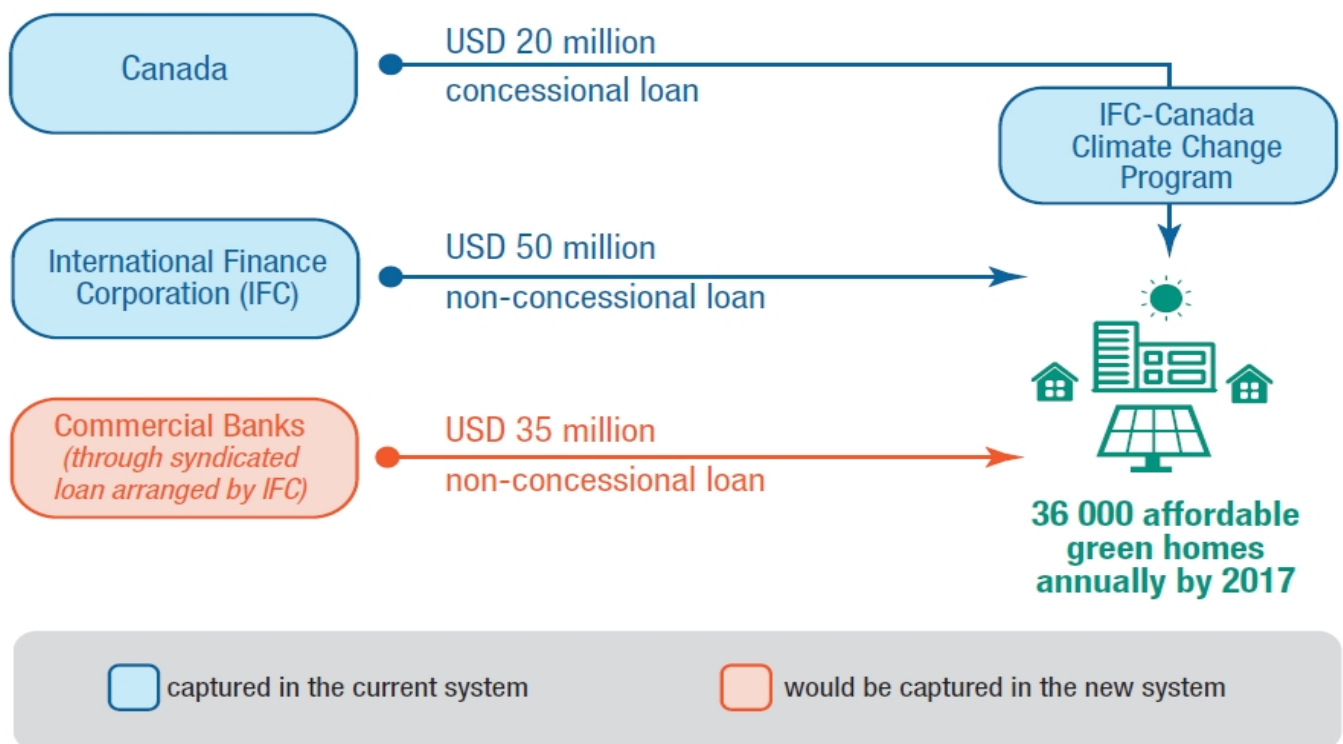 Canada
USD 20 million
concessional loan
IFC-Canada
Climate Change
Program
International Finance
Corporation (IFC)
USD 50 million
non-concessional loan
Commercial Banks
(through syndicated
loan arranged by IFC)
USD 35 million
non-concessional loan
36 000 affordable
green homes
annually by 2017
captured in the current system
would be captured in the new system